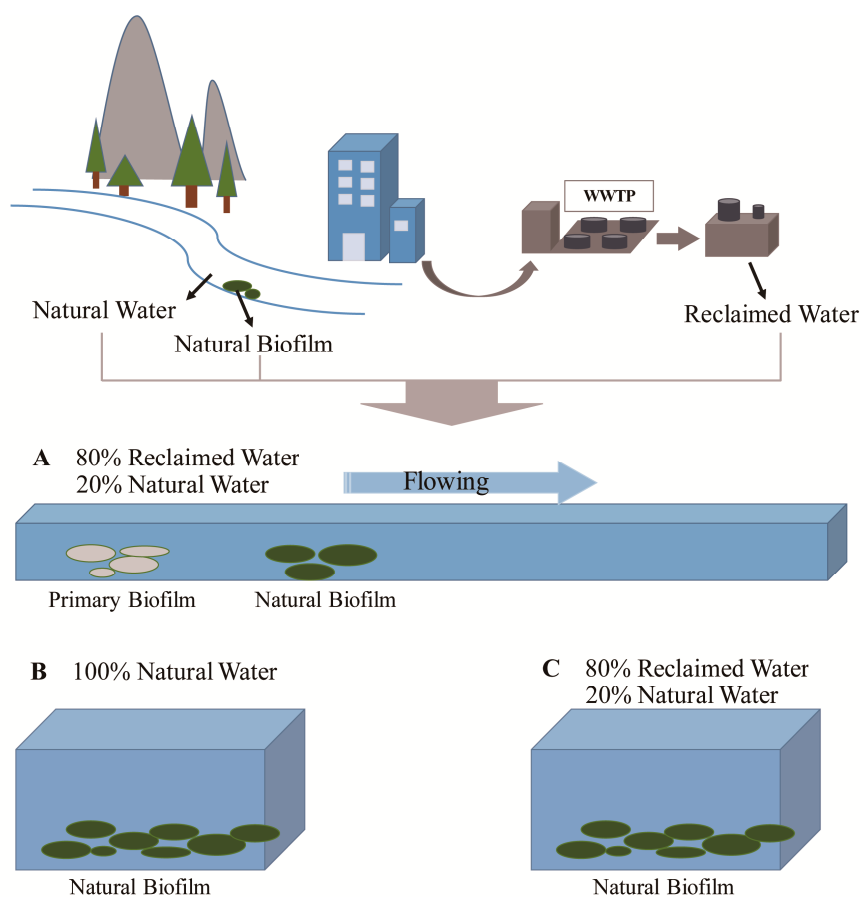 WWTP
Natural Water
Reclaimed Water
Natural Biofilm
A 80% Reclaimed Water
20% Natural Water
Flowing
Primary Biofilm
Natural Biofilm
B 100% Natural Water
C 80% Reclaimed Water
20% Natural Water
Natural Biofilm
Natural Biofilm